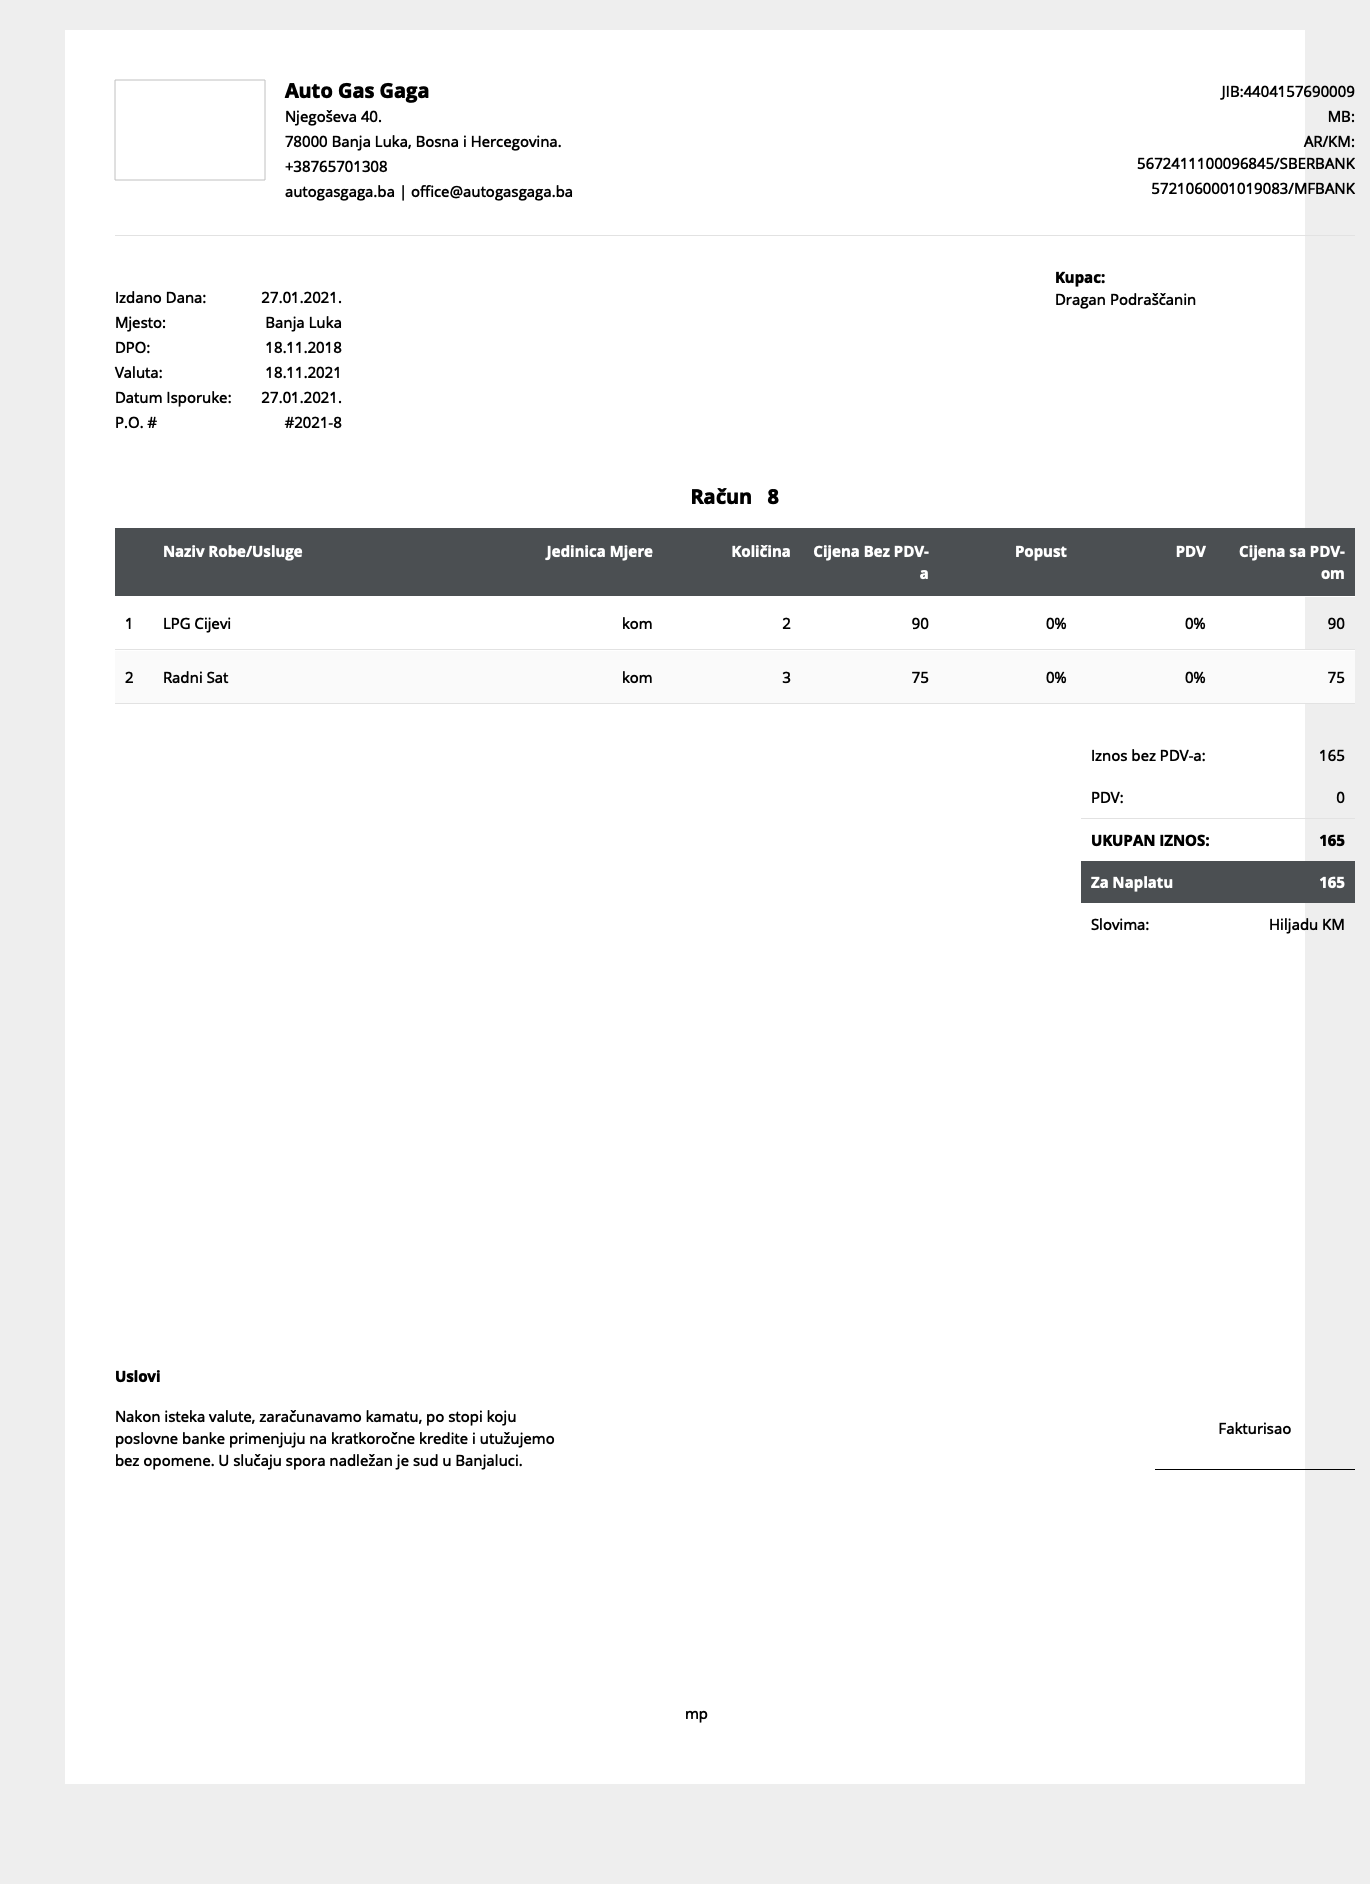 Auto Gas Gaga
Njegoševa 40.
78000 Banja Luka, Bosna i Hercegovina.
+38765701308
autogasgaga.ba | office@autogasgaga.ba
JIB:4404157690009
MB:
AR/KM:
5672411100096845/SBERBANK
5721060001019083/MFBANK
Izdano Dana: 27.01.2021.
Mjesto: Banja Luka
DPO: 18.11.2018
Valuta: 18.11.2021
Datum Isporuke: 27.01.2021.
P.O. # #2021-8
Kupac:
Dragan Podraščanin
Račun 8
Naziv Robe/Usluge Jedinica Mjere Količina Cijena Bez PDV-a Popust PDV Cijena sa PDV-om
1 LPG Cijevi kom 2 90 0% 0% 90
2 Radni Sat kom 3 75 0% 0% 75
Iznos bez PDV-a: 165
PDV: 0
UKUPAN IZNOS: 165
Za Naplatu 165
Slovima: Hiljadu KM
Uslovi
Nakon isteka valute, zaračunavamo kamatu, po stopi koju
poslovne banke primenjuju na kratkoročne kredite i utužujemo
bez opomene. U slučaju spora nadležan je sud u Banjaluci.
Fakturisao
mp